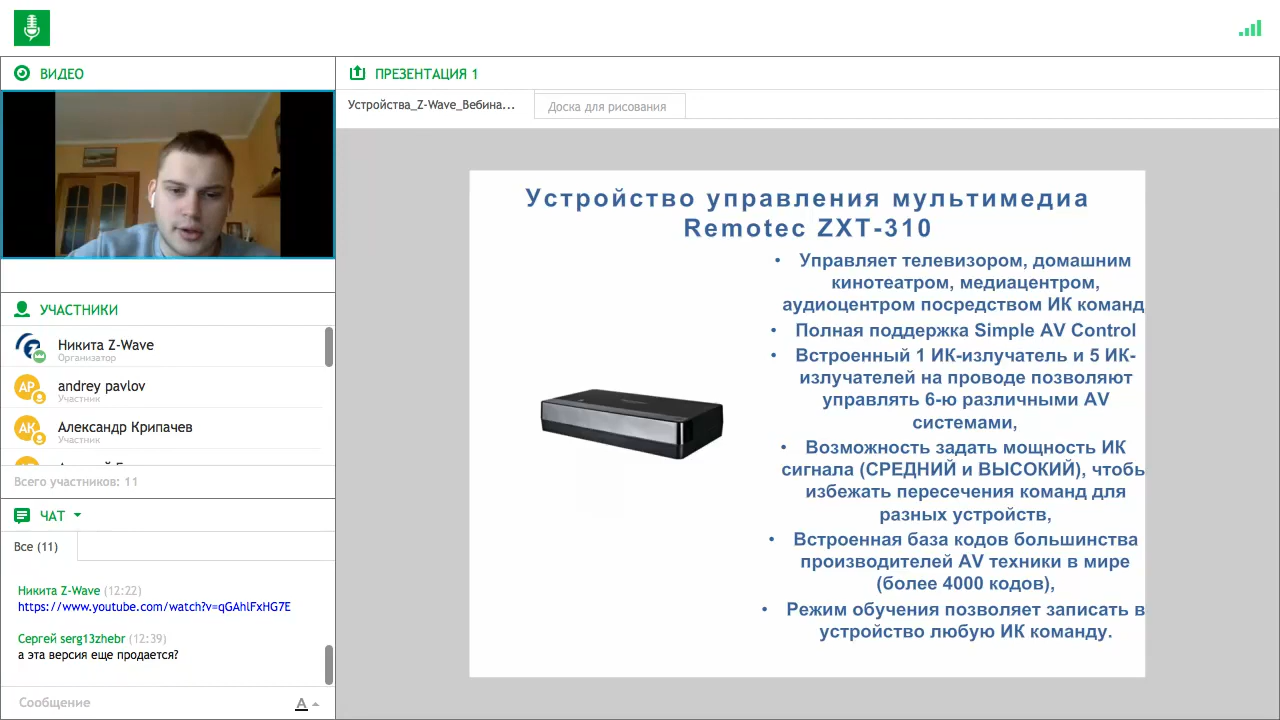 ВИДЕО
УЧАСТНИКИ
Никита Z-Wave
Организатор
AP
andrey pavlov
Участник
АК
Александр Крипачев
Участник
Всего участников: 11
ЧАТ
Все (11)
Никита Z-Wave (12:22)
https://www.youtube.com/watch?v=qGAhlFxHG7E
Сергей serg13zhebr (12:39)
а эта версия еще продается?
Сообщение
A
ПРЕЗЕНТАЦИЯ 1
Устройства_Z-Wave_Вебина...
Доска для рисования
Устройство управления мультимедиа
Remotec ZXT-310
• Управляет телевизором, домашним
кинотеатром, медиацентром,
аудиоцентром посредством ИК команд
• Полная поддержка Simple AV Control
• Встроенный 1 ИК-излучатель и 5 ИК-
излучателей на проводе позволяют
управлять 6-ю различными AV
системами,
• Возможность задать мощность ИК
сигнала (СРЕДНИЙ и ВЫСОКИЙ), чтобы
избежать пересечения команд для
разных устройств,
• Встроенная база кодов большинства
производителей AV техники в мире
(более 4000 кодов),
• Режим обучения позволяет записать в
устройство любую ИК команду.